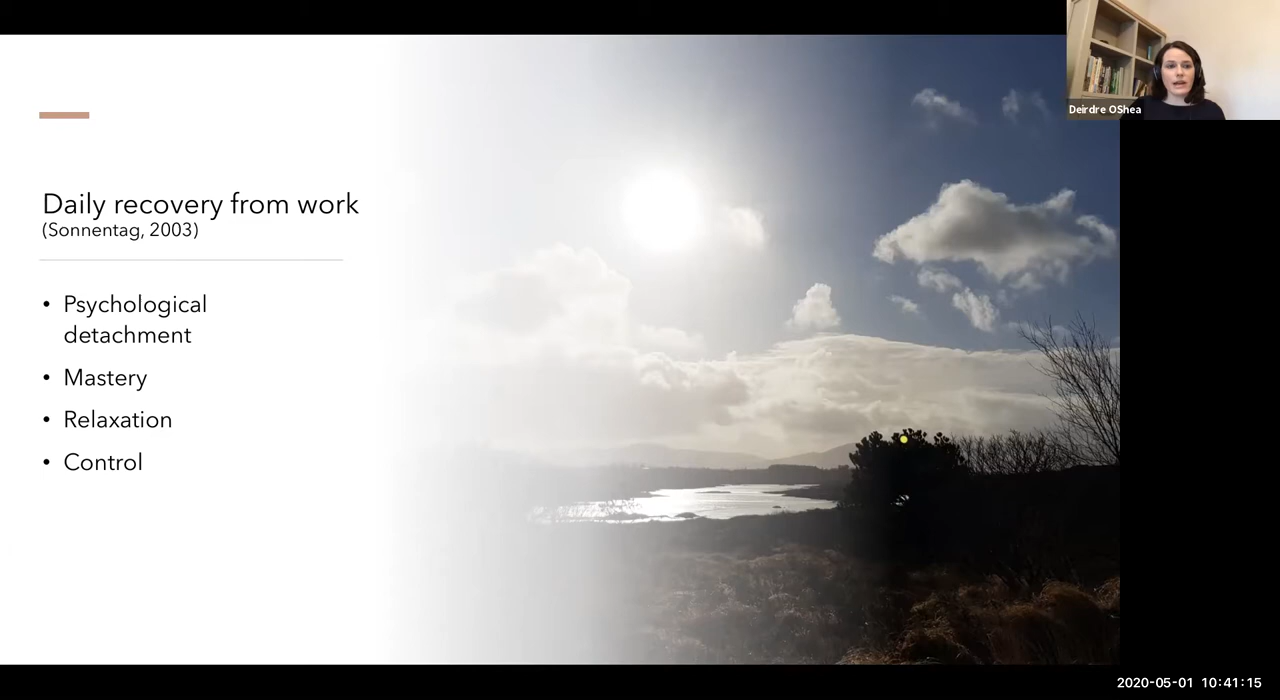 Deirdre OShea
Daily recovery from work
(Sonnentag, 2003)
• Psychological
detachment
• Mastery
• Relaxation
• Control
2020-05-01 10:41:15